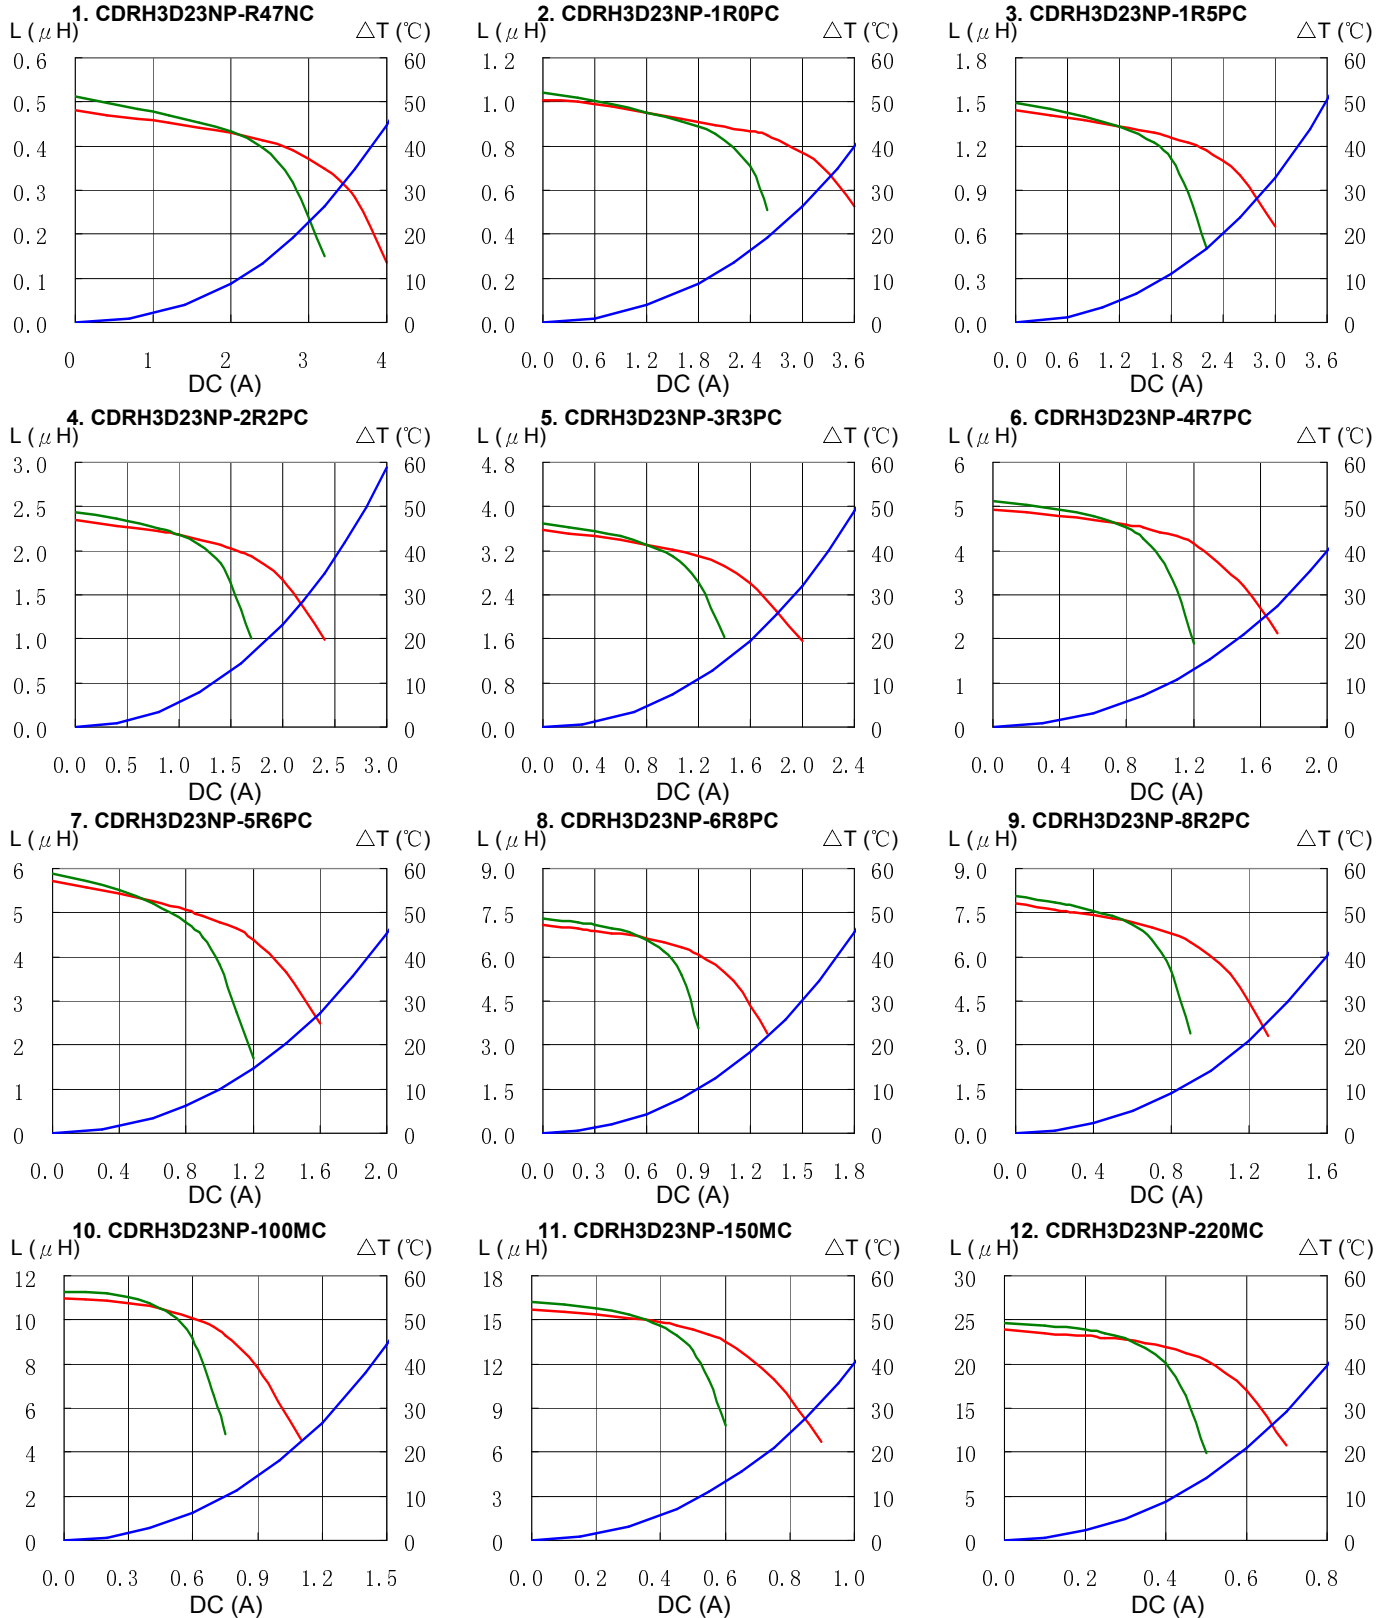 1. CDRH3D23NP-R47NC
L (μH) △T (℃)
0.6 60
0.5 50
0.4 40
0.3 30
0.2 20
0.1 10
0.0 0
0 1 2 3 4
DC (A)
2. CDRH3D23NP-1R0PC
L (μH) △T (℃)
1.2 60
1.0 50
0.8 40
0.6 30
0.4 20
0.2 10
0.0 0
0.0 0.6 1.2 1.8 2.4 3.0 3.6
DC (A)
3. CDRH3D23NP-1R5PC
L (μH) △T (℃)
1.8 60
1.5 50
1.2 40
0.9 30
0.6 20
0.3 10
0.0 0
0.0 0.6 1.2 1.8 2.4 3.0 3.6
DC (A)
4. CDRH3D23NP-2R2PC
L (μH) △T (℃)
3.0 60
2.5 50
2.0 40
1.5 30
1.0 20
0.5 10
0.0 0
0.0 0.5 1.0 1.5 2.0 2.5 3.0
DC (A)
5. CDRH3D23NP-3R3PC
L (μH) △T (℃)
4.8 60
4.0 50
3.2 40
2.4 30
1.6 20
0.8 10
0.0 0
0.0 0.4 0.8 1.2 1.6 2.0 2.4
DC (A)
6. CDRH3D23NP-4R7PC
L (μH) △T (℃)
6 60
5 50
4 40
3 30
2 20
1 10
0 0
0.0 0.4 0.8 1.2 1.6 2.0
DC (A)
7. CDRH3D23NP-5R6PC
L (μH) △T (℃)
6 60
5 50
4 40
3 30
2 20
1 10
0 0
0.0 0.4 0.8 1.2 1.6 2.0
DC (A)
8. CDRH3D23NP-6R8PC
L (μH) △T (℃)
9.0 60
7.5 50
6.0 40
4.5 30
3.0 20
1.5 10
0.0 0
0.0 0.3 0.6 0.9 1.2 1.5 1.8
DC (A)
9. CDRH3D23NP-8R2PC
L (μH) △T (℃)
9.0 60
7.5 50
6.0 40
4.5 30
3.0 20
1.5 10
0.0 0
0.0 0.4 0.8 1.2 1.6
DC (A)
10. CDRH3D23NP-100MC
L (μH) △T (℃)
12 60
10 50
8 40
6 30
4 20
2 10
0 0
0.0 0.3 0.6 0.9 1.2 1.5
DC (A)
11. CDRH3D23NP-150MC
L (μH) △T (℃)
18 60
15 50
12 40
9 30
6 20
3 10
0 0
0.0 0.2 0.4 0.6 0.8 1.0
DC (A)
12. CDRH3D23NP-220MC
L (μH) △T (℃)
30 60
25 50
20 40
15 30
10 20
5 10
0 0
0.0 0.2 0.4 0.6 0.8
DC (A)